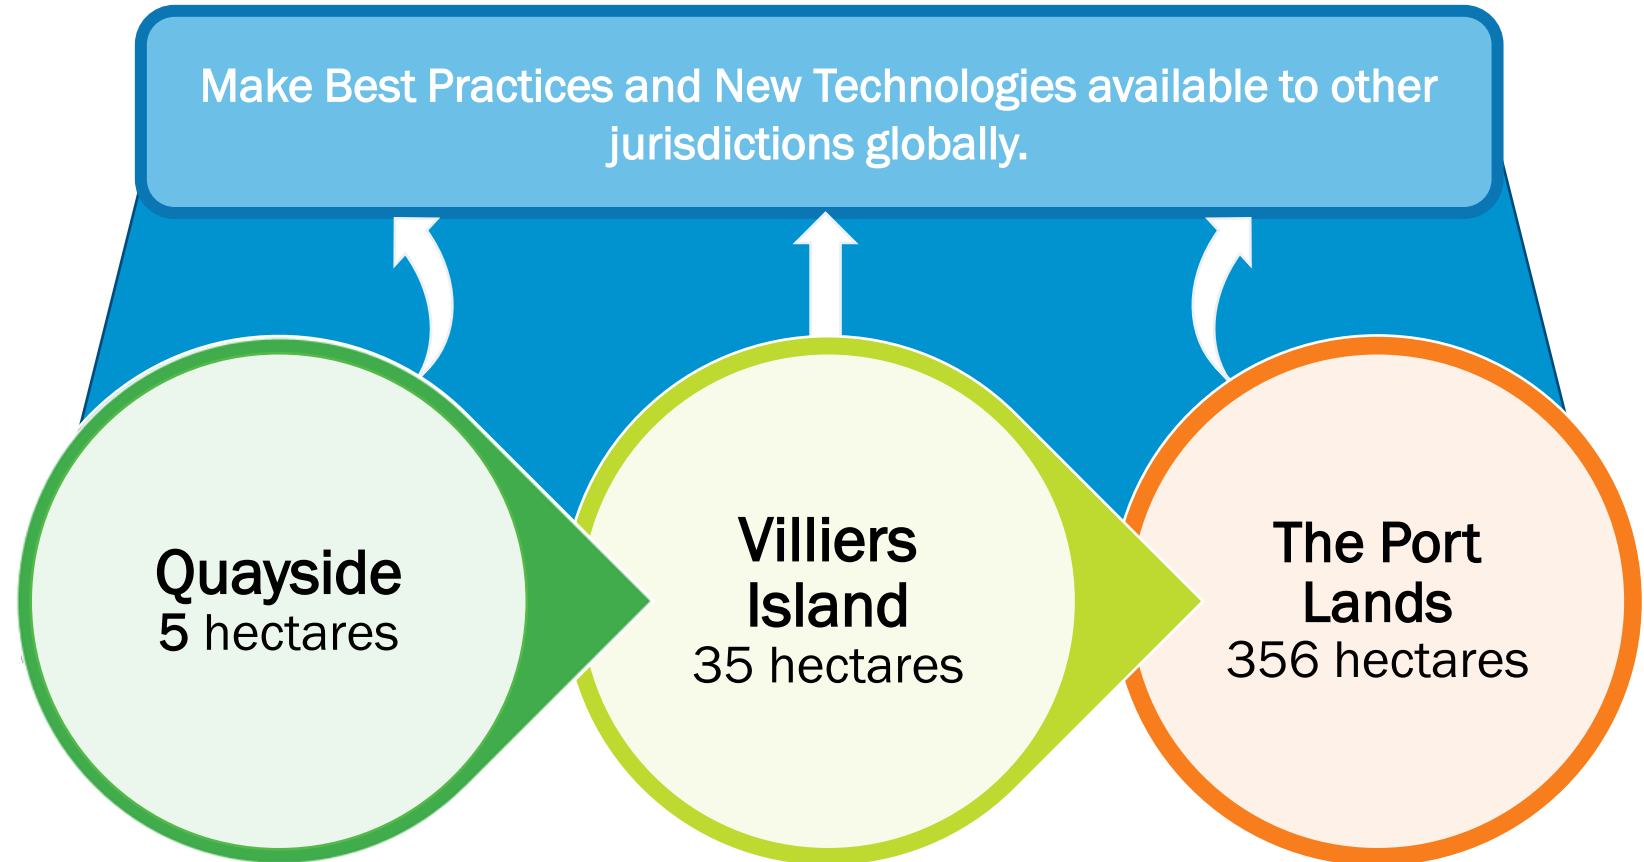 Make Best Practices and New Technologies available to other
jurisdictions globally.
Quayside
5 hectares
Villiers
Island
35 hectares
The Port
Lands
356 hectares